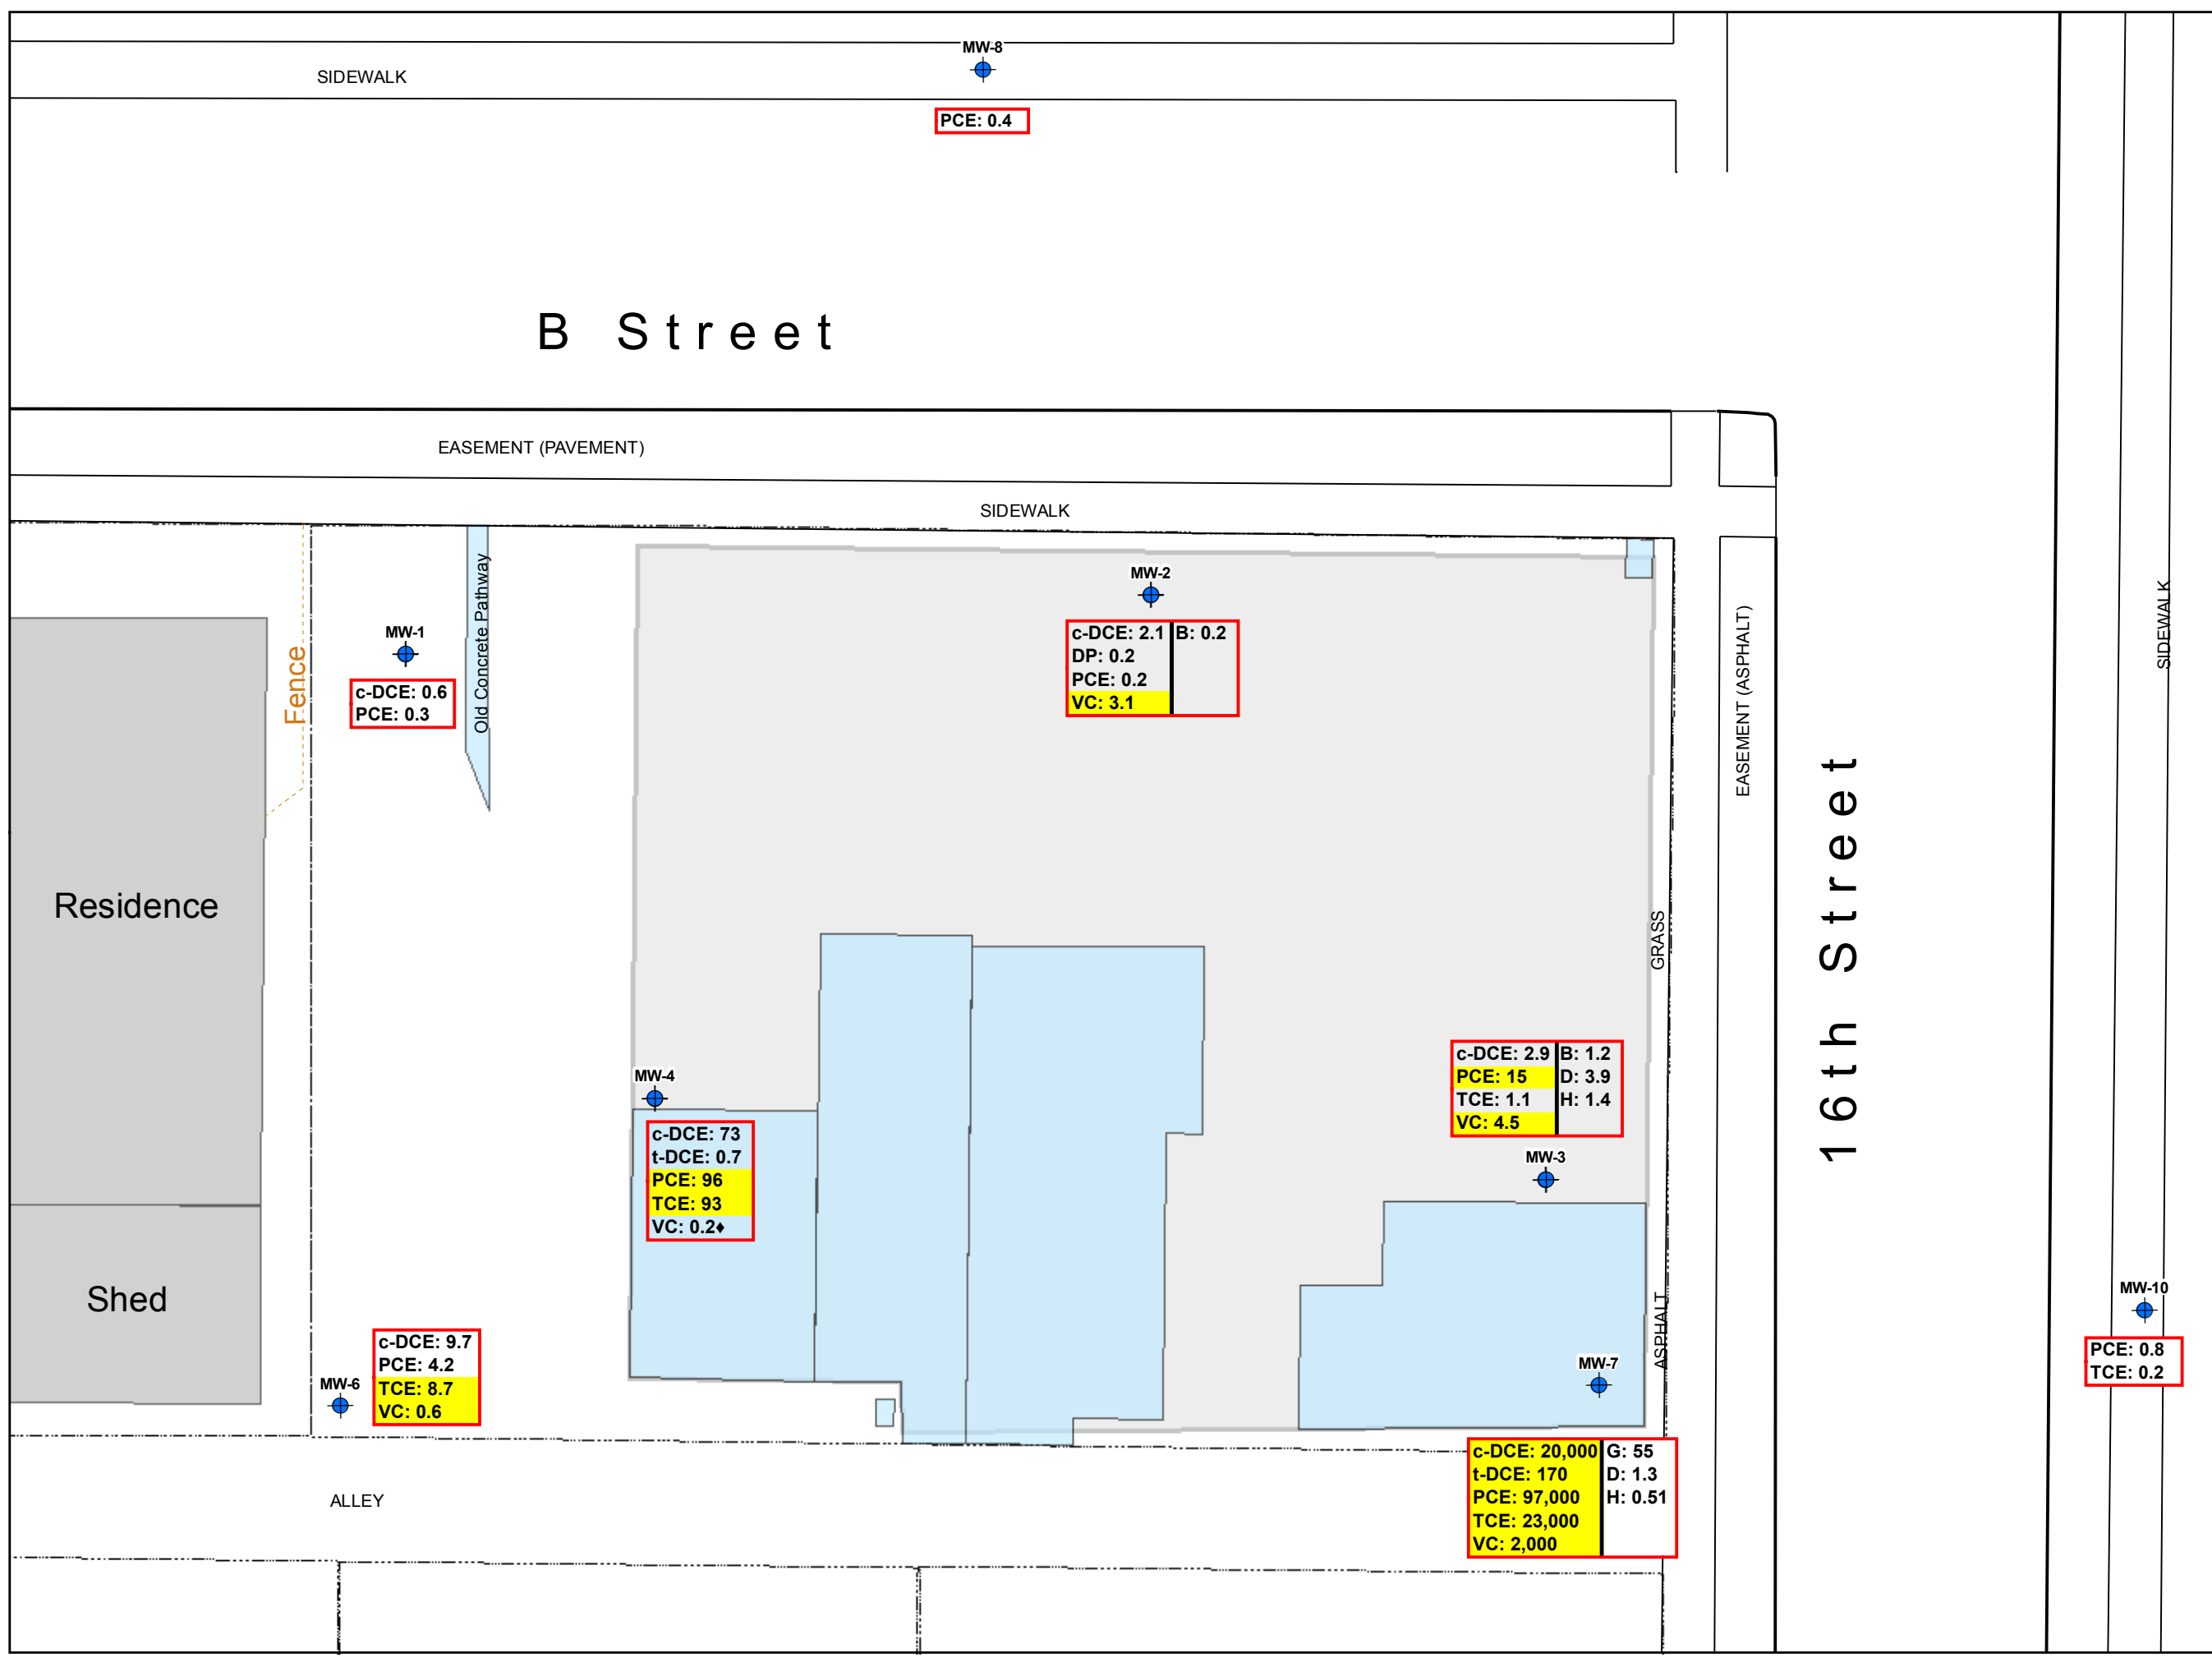 MW-8
SIDEWALK
PCE: 0.4
B Street
EASEMENT (PAVEMENT)
SIDEWALK
MW-2
c-DCE: 2.1 B: 0.2
DP: 0.2
PCE: 0.2
VC: 3.1
MW-1
c-DCE: 0.6
PCE: 0.3
Fence
Old Concrete Pathway
EASEMENT (ASPHALT)
SIDEWALK
16th Street
Residence
GRASS
c-DCE: 2.9 B: 1.2
PCE: 15 D: 3.9
TCE: 1.1 H: 1.4
VC: 4.5
MW-3
MW-4
c-DCE: 73
t-DCE: 0.7
PCE: 96
TCE: 93
VC: 0.2♦
Shed
MW-10
PCE: 0.8
TCE: 0.2
ASPHALT
c-DCE: 9.7
PCE: 4.2
TCE: 8.7
VC: 0.6
MW-6
MW-7
c-DCE: 20,000 G: 55
t-DCE: 170 D: 1.3
PCE: 97,000 H: 0.51
TCE: 23,000
VC: 2,000
ALLEY